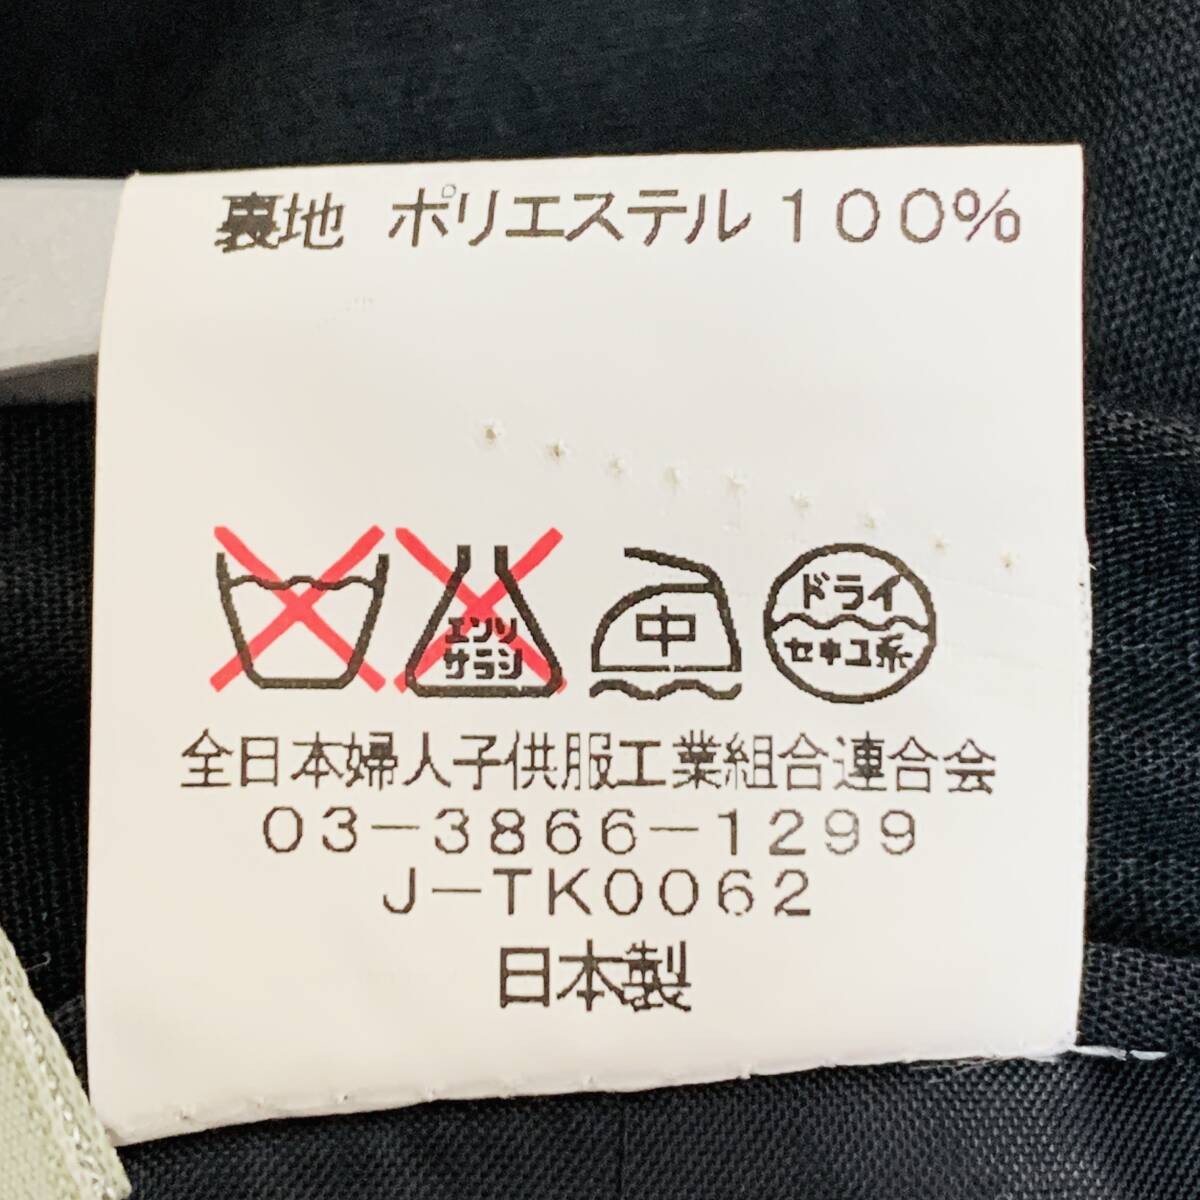 裏地 ポリエステル100%
エンソ
サラシ
中
ドライ
セキユ系
全日本婦人子供服工業組合連合会
03-3866-1299
J-TK0062
日本製